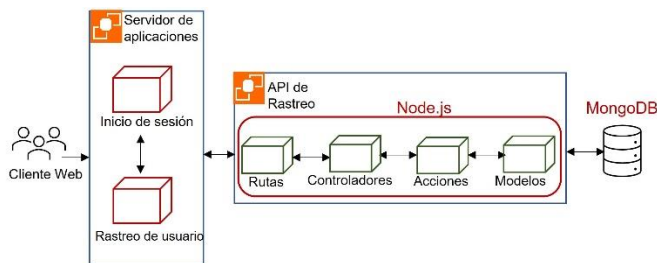 Servidor de
aplicaciones
Inicio de sesión
Rastreo de usuario
Cliente Web
API de
Rastreo
Node.js
Rutas
Controladores
Acciones
Modelos
MongoDB